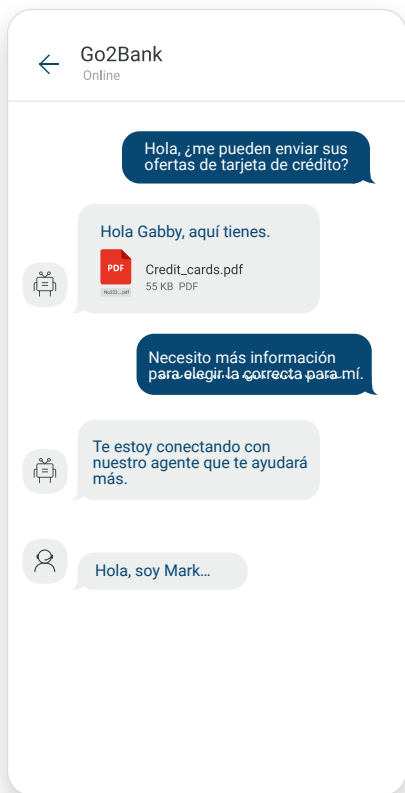 Go2Bank
Online
Hola, ¿me pueden enviar sus
ofertas de tarjeta de crédito?
Hola Gabby, aquí tienes.
PDF
Credit_cards.pdf
55 KB PDF
Necesito más información
para elegir la correcta para mí.
Te estoy conectando con
nuestro agente que te ayudará
más.
Hola, soy Mark...